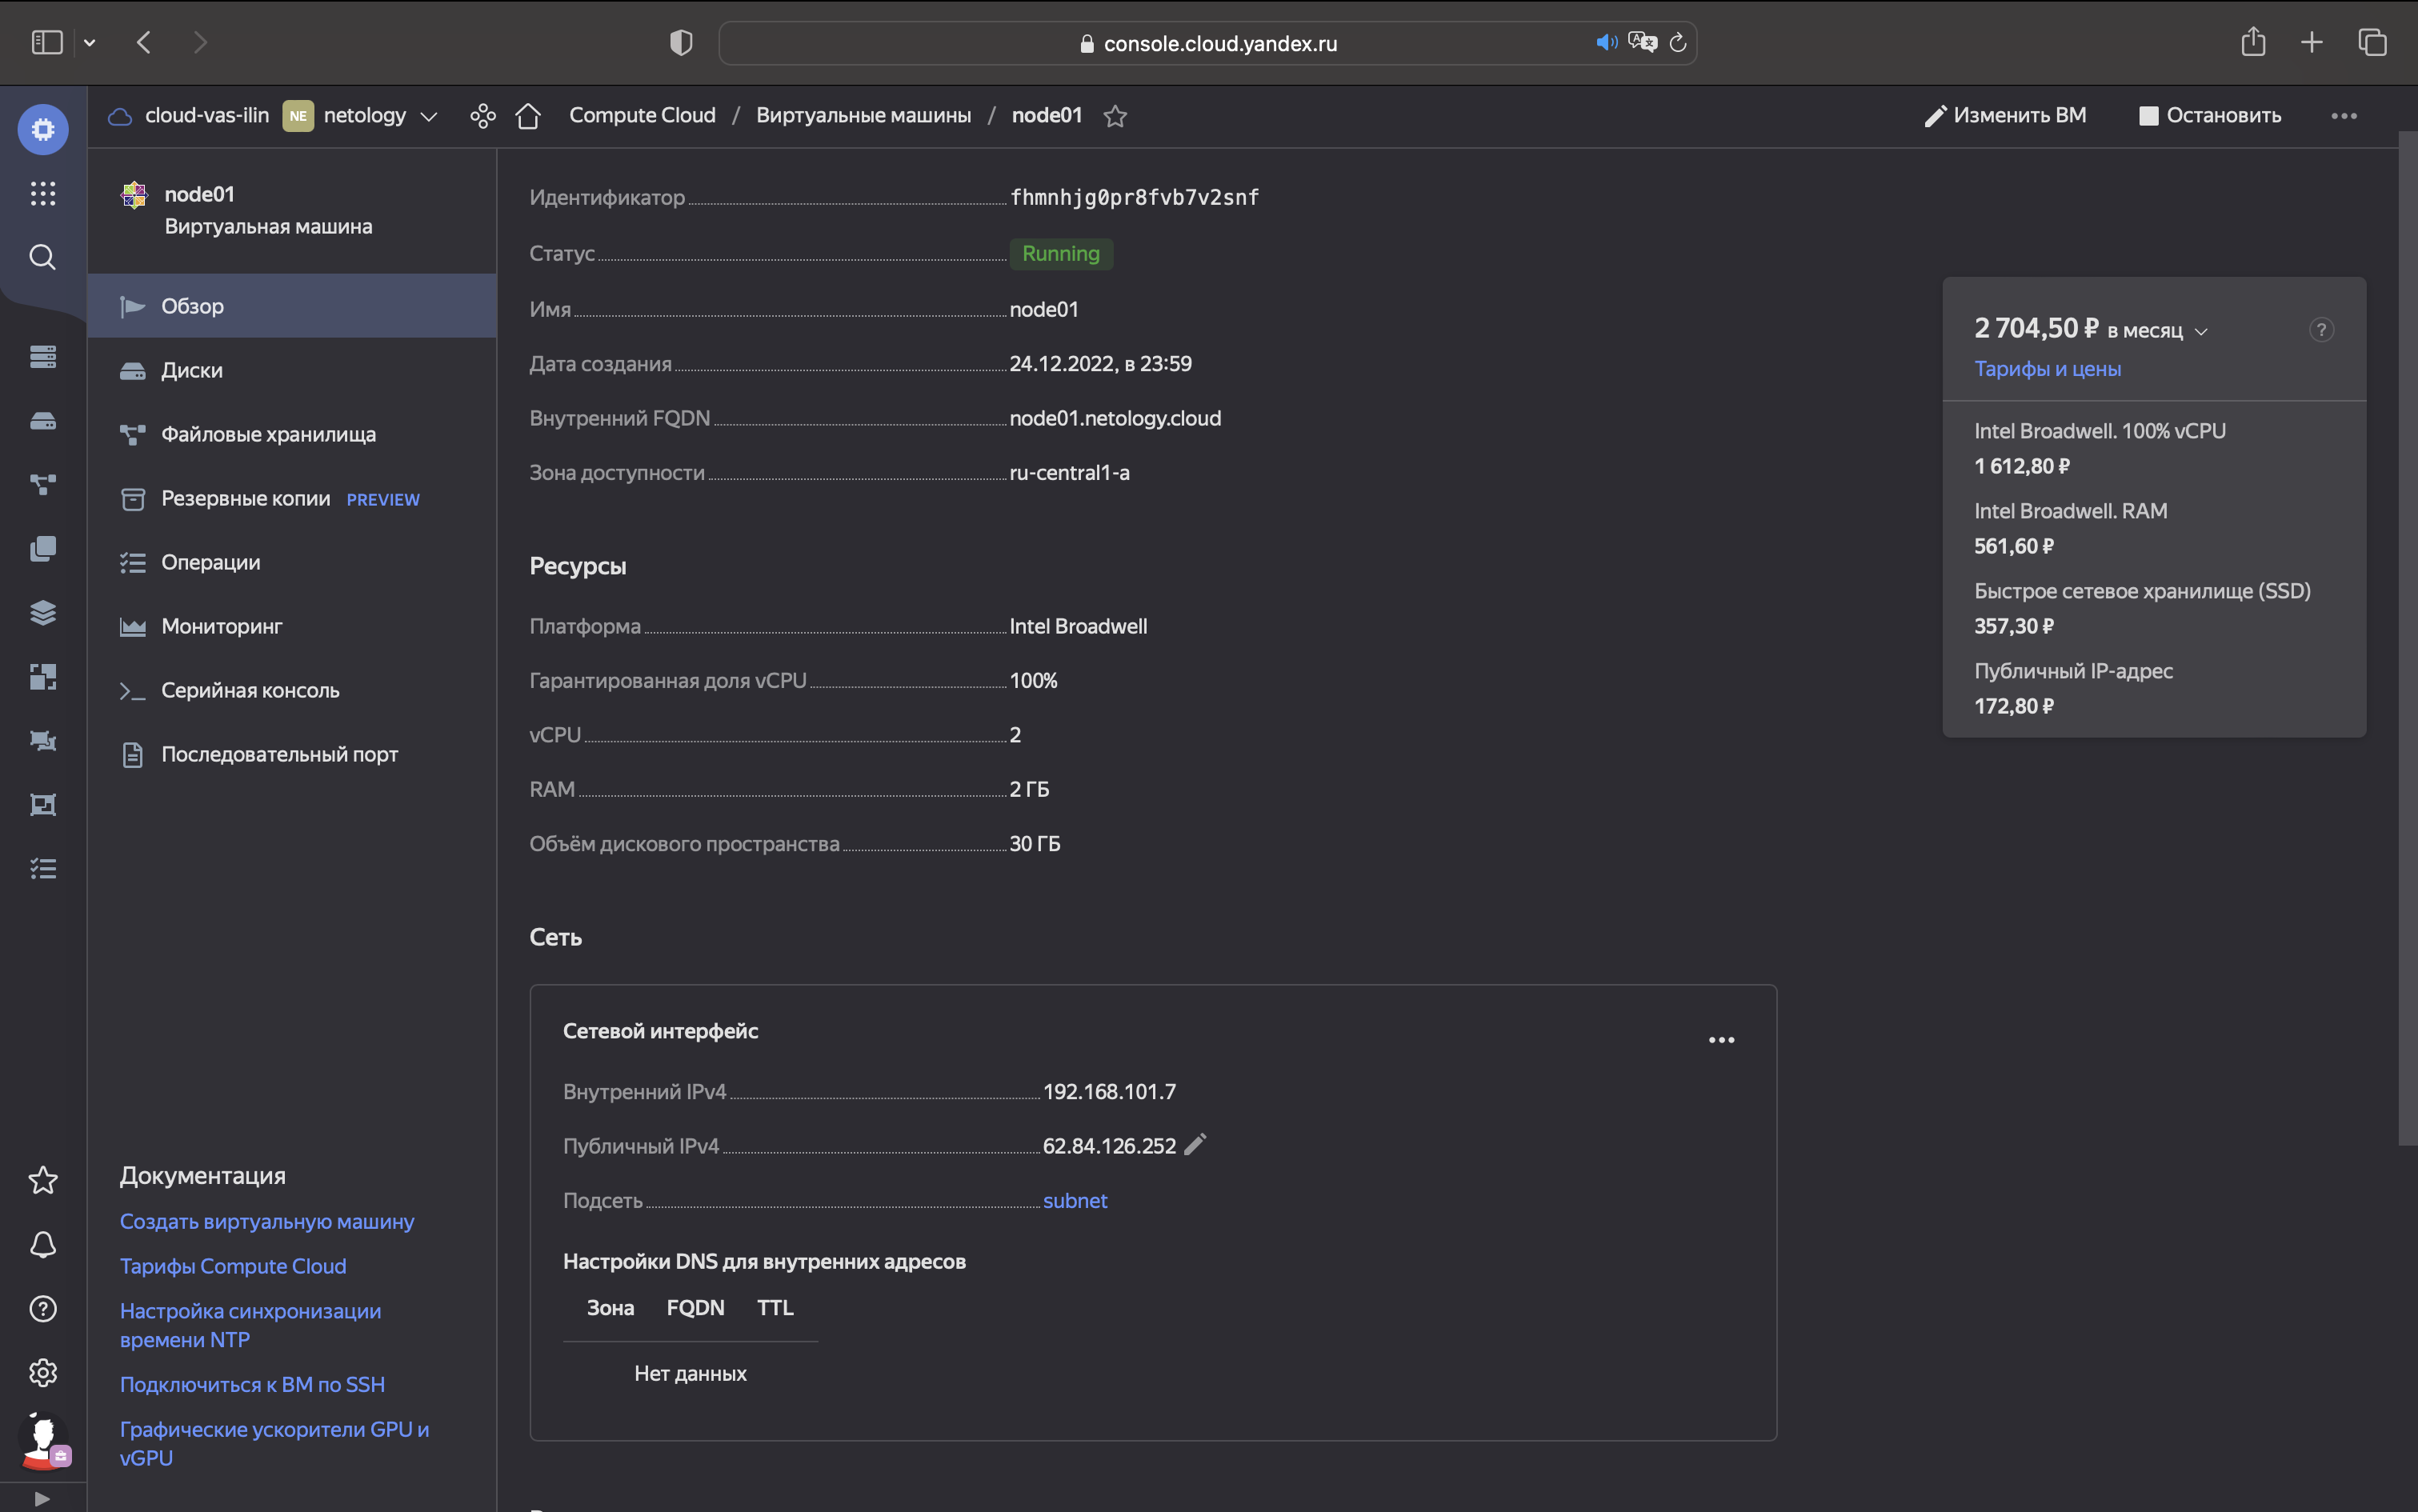 console.cloud.yandex.ru
cloud-vas-ilin NE netology Compute Cloud / Виртуальные машины / node01 Изменить ВМ Остановить
node01
Виртуальная машина
Обзор
Диски
Файловые хранилища
Резервные копии PREVIEW
Операции
Мониторинг
Серийная консоль
Последовательный порт
Документация
Создать виртуальную машину
Тарифы Compute Cloud
Настройка синхронизации
времени NTP
Подключиться к ВМ по SSH
Графические ускорители GPU и
vGPU
Идентификатор fhmnhjg0pr8fvb7v2snf
Статус Running
Имя node01
Дата создания 24.12.2022, в 23:59
Внутренний FQDN node01.netology.cloud
Зона доступности ru-central1-a
Ресурсы
Платформа Intel Broadwell
Гарантированная доля vCPU 100%
vCPU 2
RAM 2 ГБ
Объём дискового пространства 30 ГБ
Сеть
Сетевой интерфейс
Внутренний IPv4 192.168.101.7
Публичный IPv4 62.84.126.252
Подсеть subnet
Настройки DNS для внутренних адресов
Зона FQDN TTL
Нет данных
2 704,50 ₽ в месяц
Тарифы и цены
Intel Broadwell. 100% vCPU
1 612,80 ₽
Intel Broadwell. RAM
561,60 ₽
Быстрое сетевое хранилище (SSD)
357,30 ₽
Публичный IP-адрес
172,80 ₽